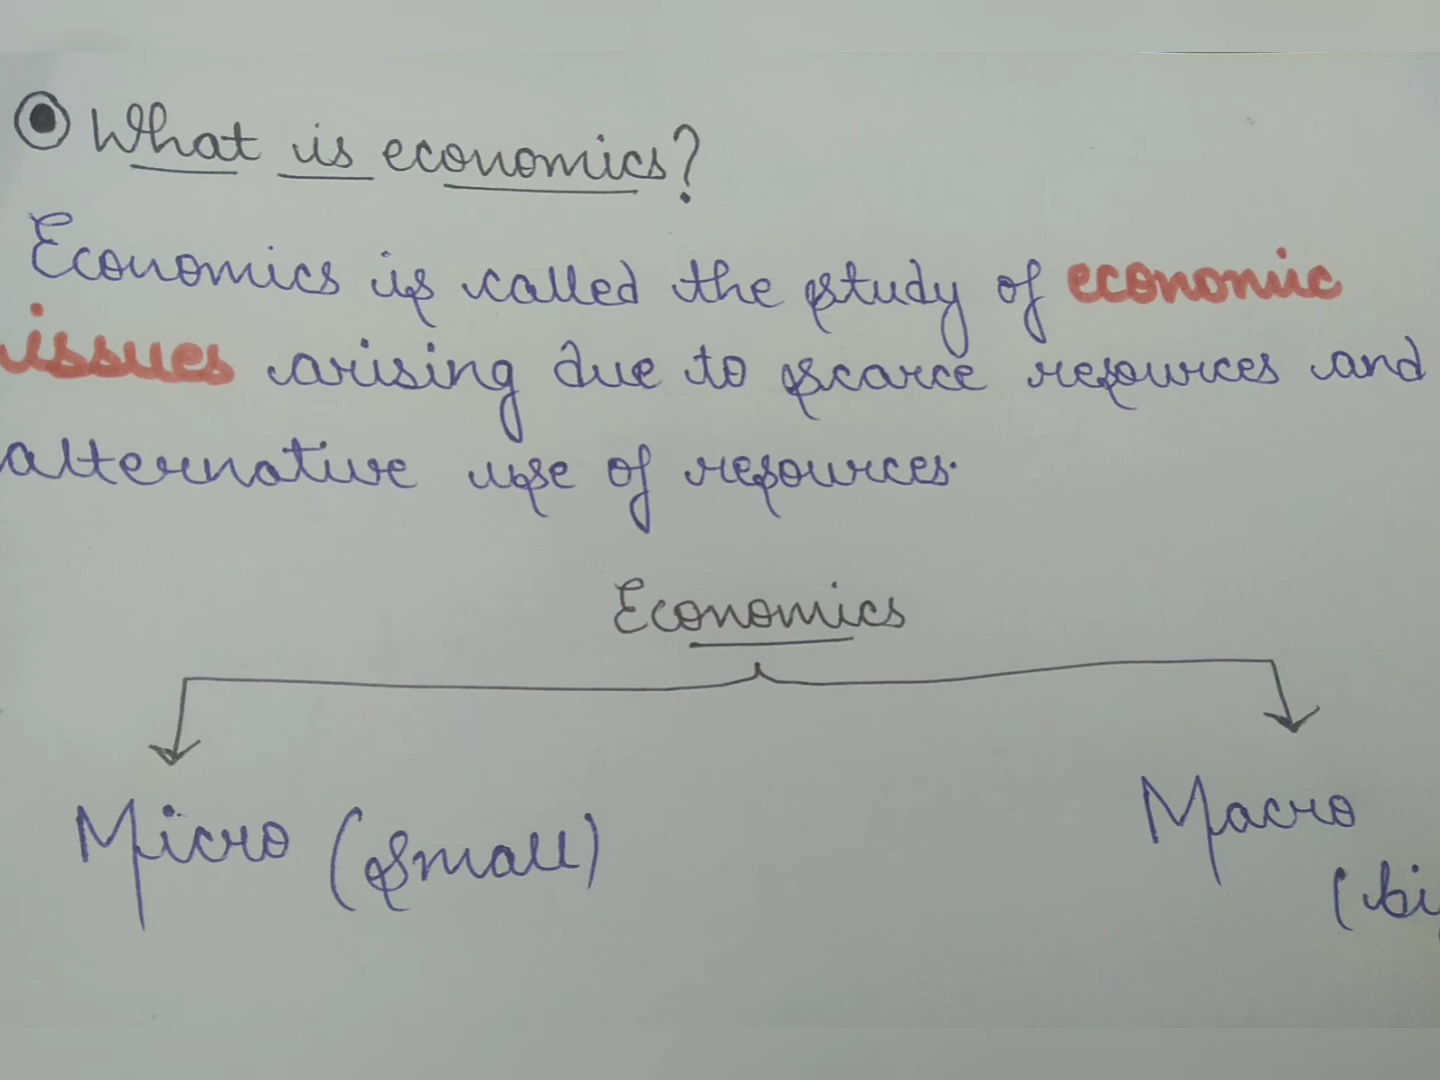 What is economics?
Economics is called the study of economic
issues arising due to scarce resources and
alternative use of resources.
Economics
Micro (small)
Macro
(bi